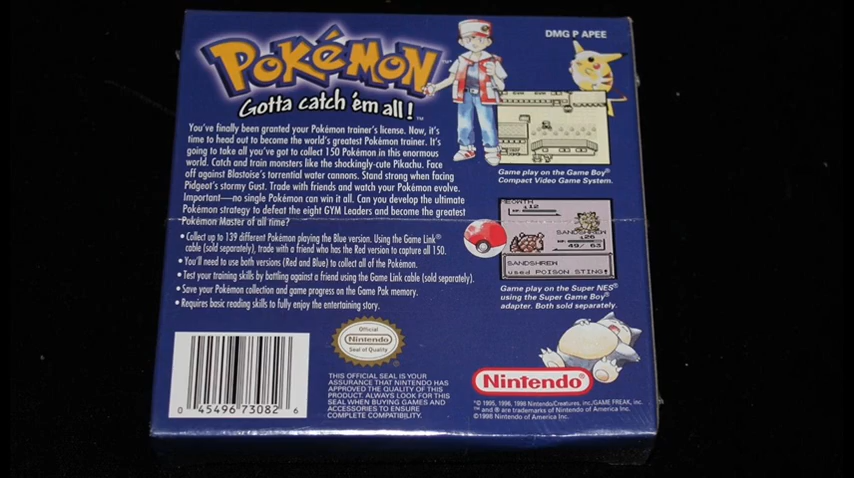 POKéMON
Gotta catch 'em all!™
DMG P APEE
You've finally been granted your Pokémon trainer's license. Now, it's
time to head out to become the world's greatest Pokémon trainer. It's
going to take all you've got to collect 150 Pokémon in this enormous
world. Catch and train monsters like the shockingly-cute Pikachu. Face
off against Blastoise's torrential water cannons. Stand strong when facing
Pidgeot's stormy Gust. Trade with friends and watch your Pokémon evolve.
Important—no single Pokémon can win it all. Can you develop the ultimate
Pokémon strategy to defeat the eight GYM Leaders and become the greatest
Pokémon Master of all time?
• Collect up to 139 different Pokémon playing the Blue version. Using the Game Link®
cable (sold separately), trade with a friend who has the Red version to capture all 150.
• You'll need to use both versions (Red and Blue) to collect all of the Pokémon.
• Test your training skills by battling against a friend using the Game Link cable (sold separately).
• Save your Pokémon collection and game progress on the Game Pak memory.
• Requires basic reading skills to fully enjoy the entertaining story.
Game play on the Game Boy®
Compact Video Game System.
MEOWTH
:L12
HP:
SANDSHREW
:L26
HP:
49/ 63
SANDSHREW
used POISON STING!
Game play on the Super NES®
using the Super Game Boy®
adapter. Both sold separately.
0 45496 73082 6
Official
Nintendo
Seal of Quality
THIS OFFICIAL SEAL IS YOUR
ASSURANCE THAT NINTENDO HAS
APPROVED THE QUALITY OF THIS
PRODUCT. ALWAYS LOOK FOR THIS
SEAL WHEN BUYING GAMES AND
ACCESSORIES TO ENSURE
COMPLETE COMPATIBILITY.
Nintendo®
©1995, 1996, 1998 Nintendo/Creatures, inc./GAME FREAK, inc.
™ and ® are trademarks of Nintendo of America Inc.
©1998 Nintendo of America Inc.